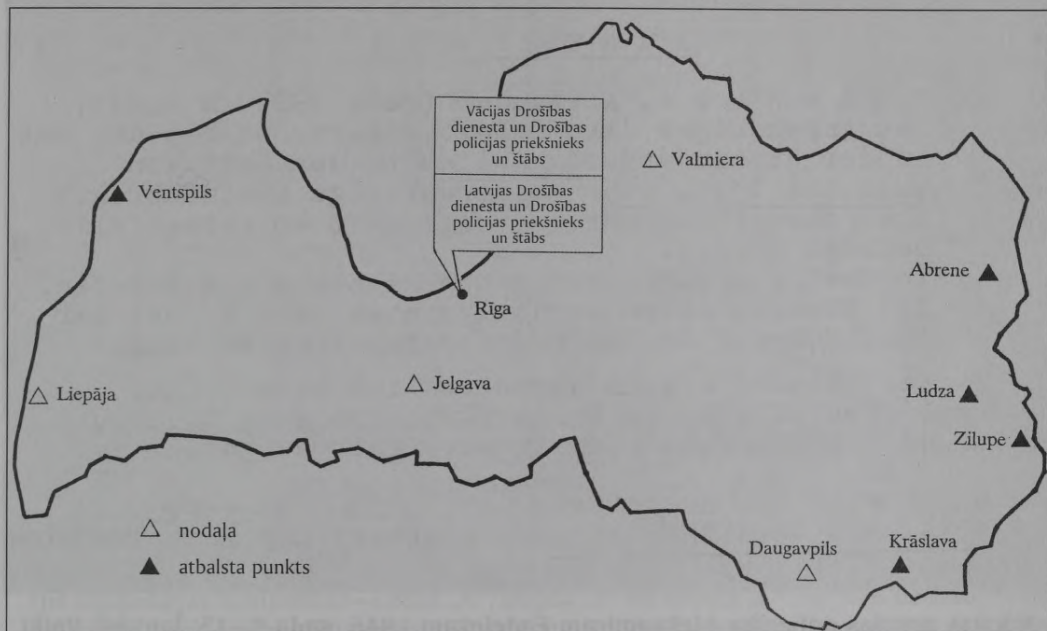 Vācijas Drošības
dienesta un Drošības
policijas priekšnieks
un štābs
Latvijas Drošības
dienesta un Drošības
policijas priekšnieks
un štābs
Valmiera
Ventspils
Abrene
Rīga
Jelgava
Liepāja
Ludza
Zilupe
nodaļa
atbalsta punkts
Daugavpils
Krāslava